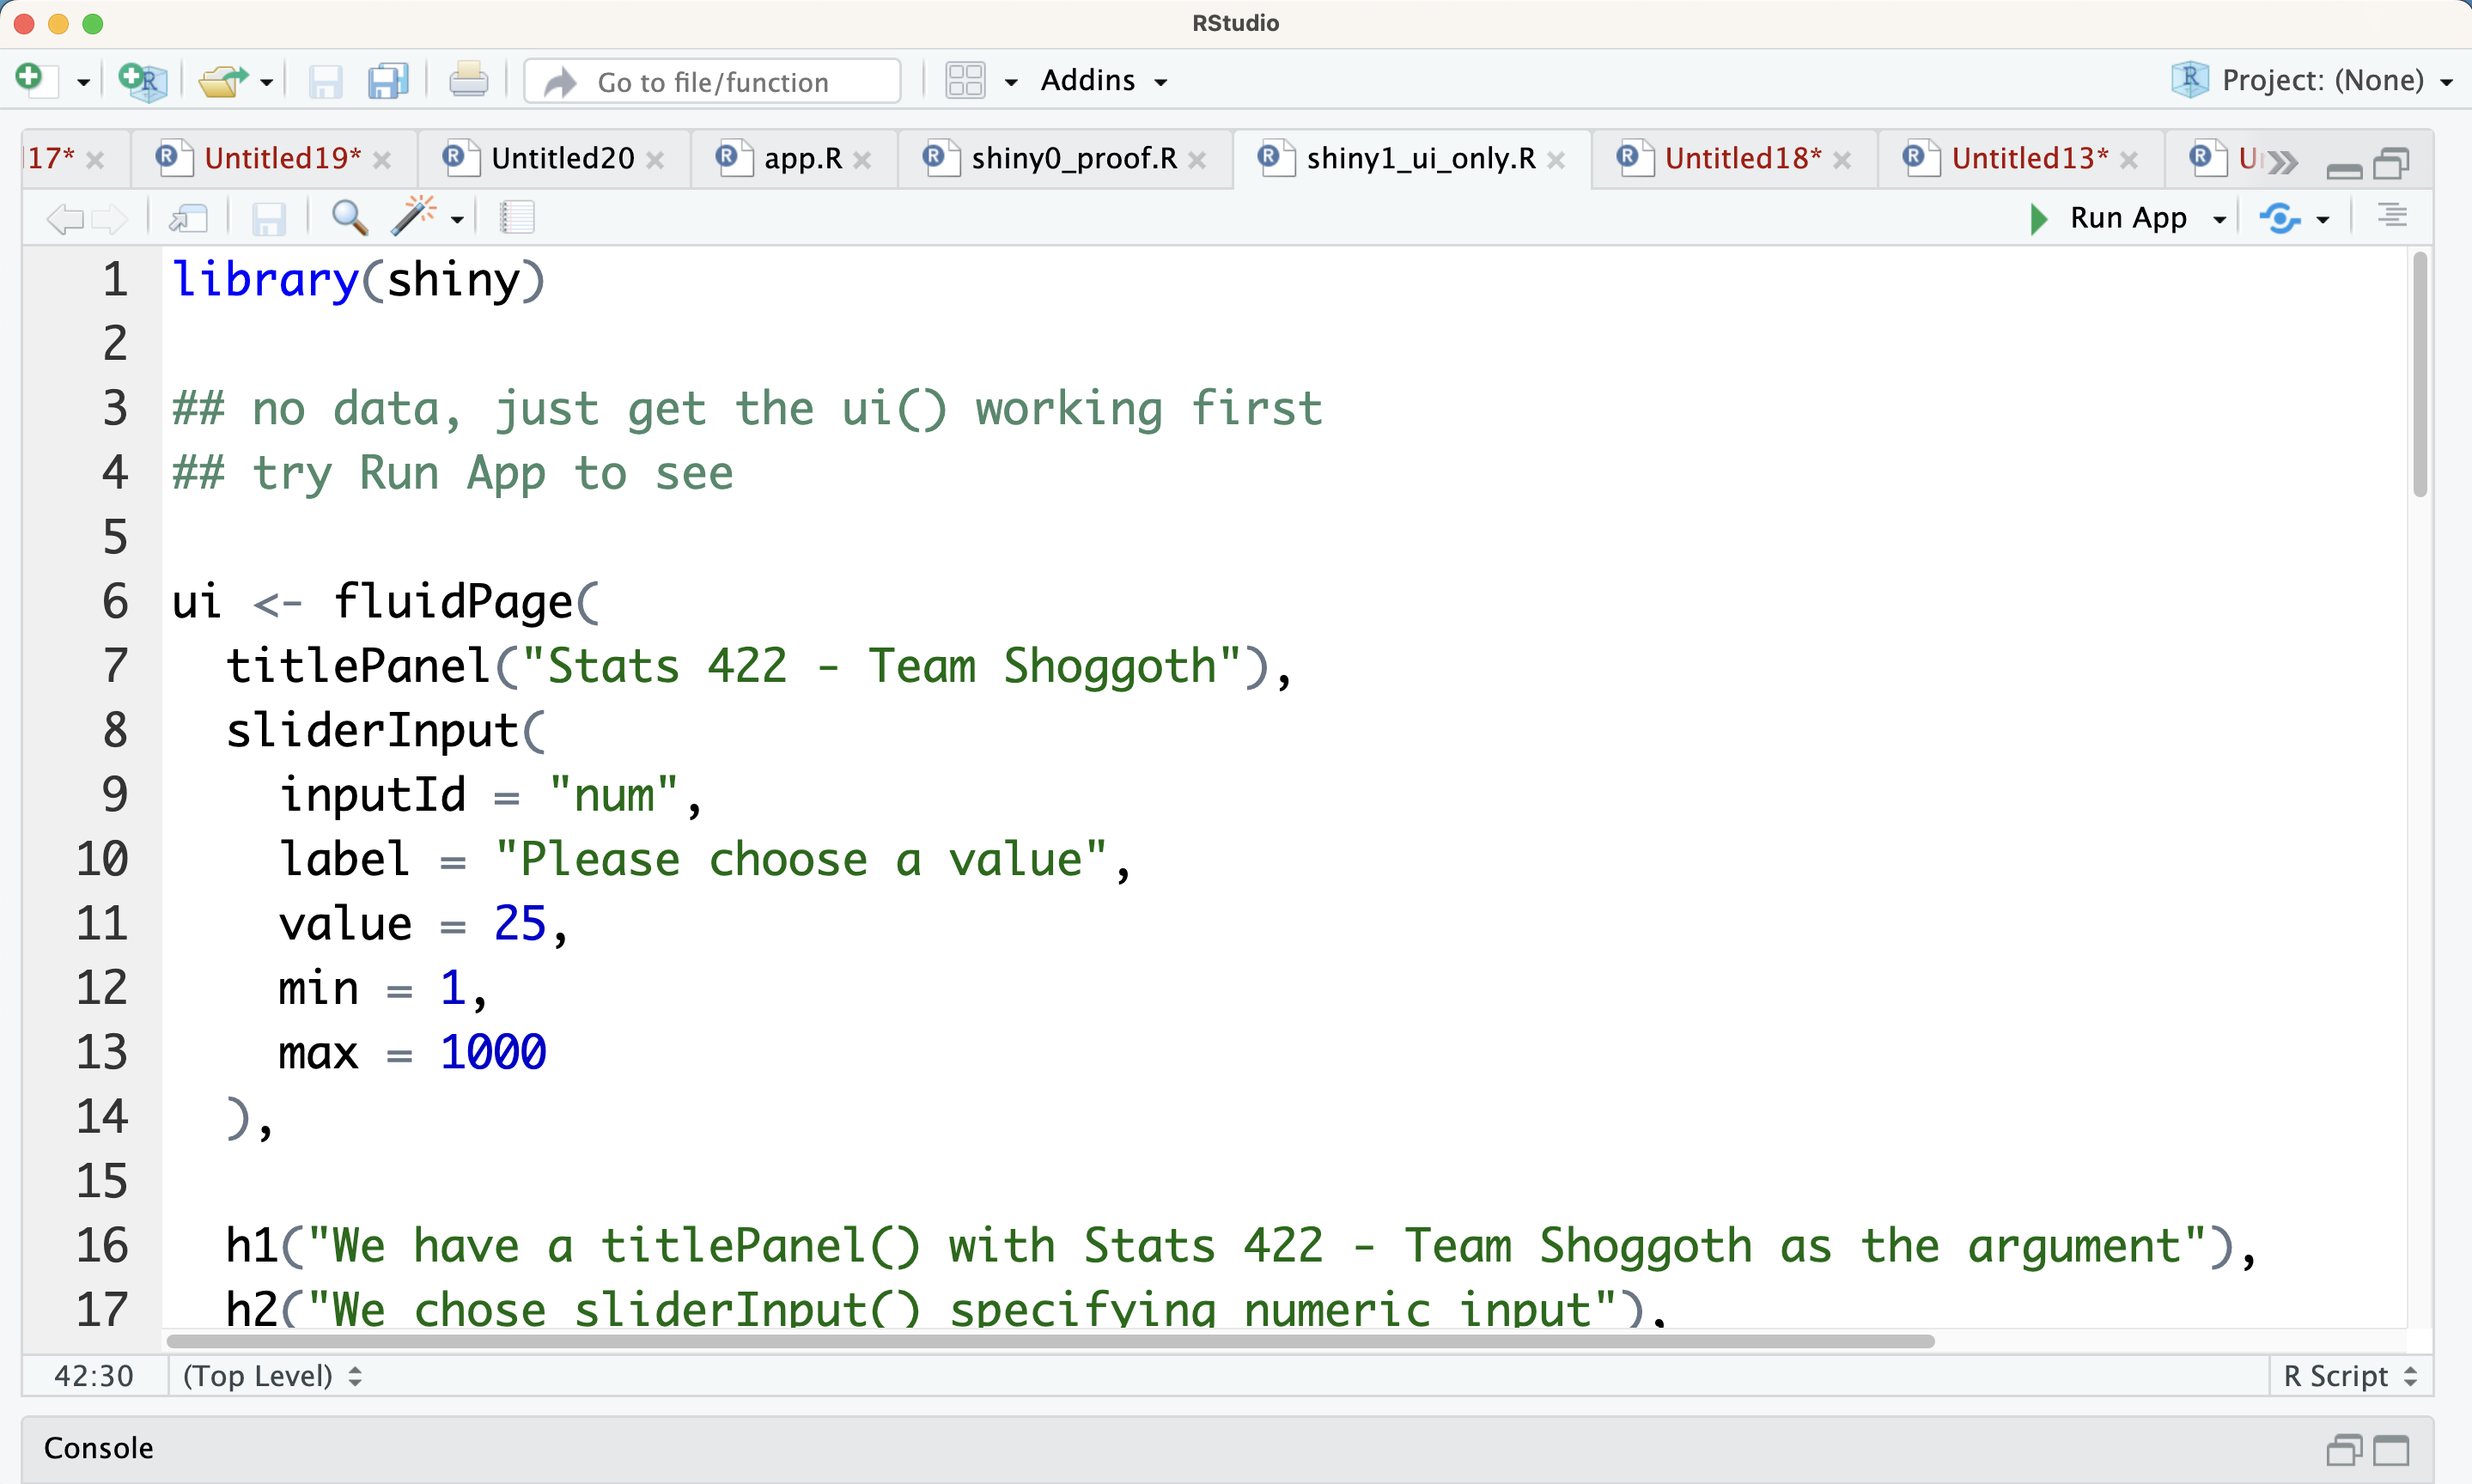 RStudio
Go to file/function
Addins
Project: (None)
17*
Untitled19*
Untitled20
app.R
shiny0_proof.R
shiny1_ui_only.R
Untitled18*
Untitled13*
Run App
1 library(shiny)
2
3 ## no data, just get the ui() working first
4 ## try Run App to see
5
6 ui <- fluidPage(
7   titlePanel("Stats 422 - Team Shoggoth"),
8   sliderInput(
9     inputId = "num",
10     label = "Please choose a value",
11     value = 25,
12     min = 1,
13     max = 1000
14   ),
15
16   h1("We have a titlePanel() with Stats 422 - Team Shoggoth as the argument"),
17   h2("We chose sliderInput() specifying numeric input"),
42:30 (Top Level) R Script
Console